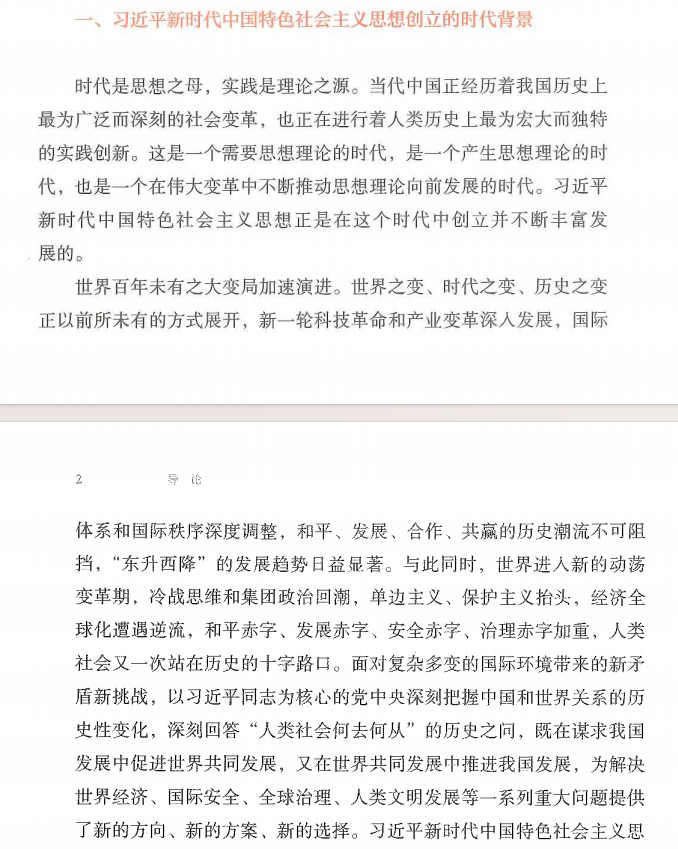 一、习近平新时代中国特色社会主义思想创立的时代背景
时代是思想之母，实践是理论之源。当代中国正经历着我国历史上
最为广泛而深刻的社会变革，也正在进行着人类历史上最为宏大而独特
的实践创新。这是一个需要思想理论的时代，是一个产生思想理论的时
代，也是一个在伟大变革中不断推动思想理论向前发展的时代。习近平
新时代中国特色社会主义思想正是在这个时代中创立并不断丰富发
展的。
世界百年未有之大变局加速演进。世界之变、时代之变、历史之变
正以前所未有的方式展开，新一轮科技革命和产业变革深入发展，国际
2 导 论
体系和国际秩序深度调整，和平、发展、合作、共赢的历史潮流不可阻
挡，“东升西降”的发展趋势日益显著。与此同时，世界进入新的动荡
变革期，冷战思维和集团政治回潮，单边主义、保护主义抬头，经济全
球化遭遇逆流，和平赤字、发展赤字、安全赤字、治理赤字加重，人类
社会又一次站在历史的十字路口。面对复杂多变的国际环境带来的新矛
盾新挑战，以习近平同志为核心的党中央深刻把握中国和世界关系的历
史性变化，深刻回答“人类社会何去何从”的历史之问，既在谋求我国
发展中促进世界共同发展，又在世界共同发展中推进我国发展，为解决
世界经济、国际安全、全球治理、人类文明发展等一系列重大问题提供
了新的方向、新的方案、新的选择。习近平新时代中国特色社会主义思